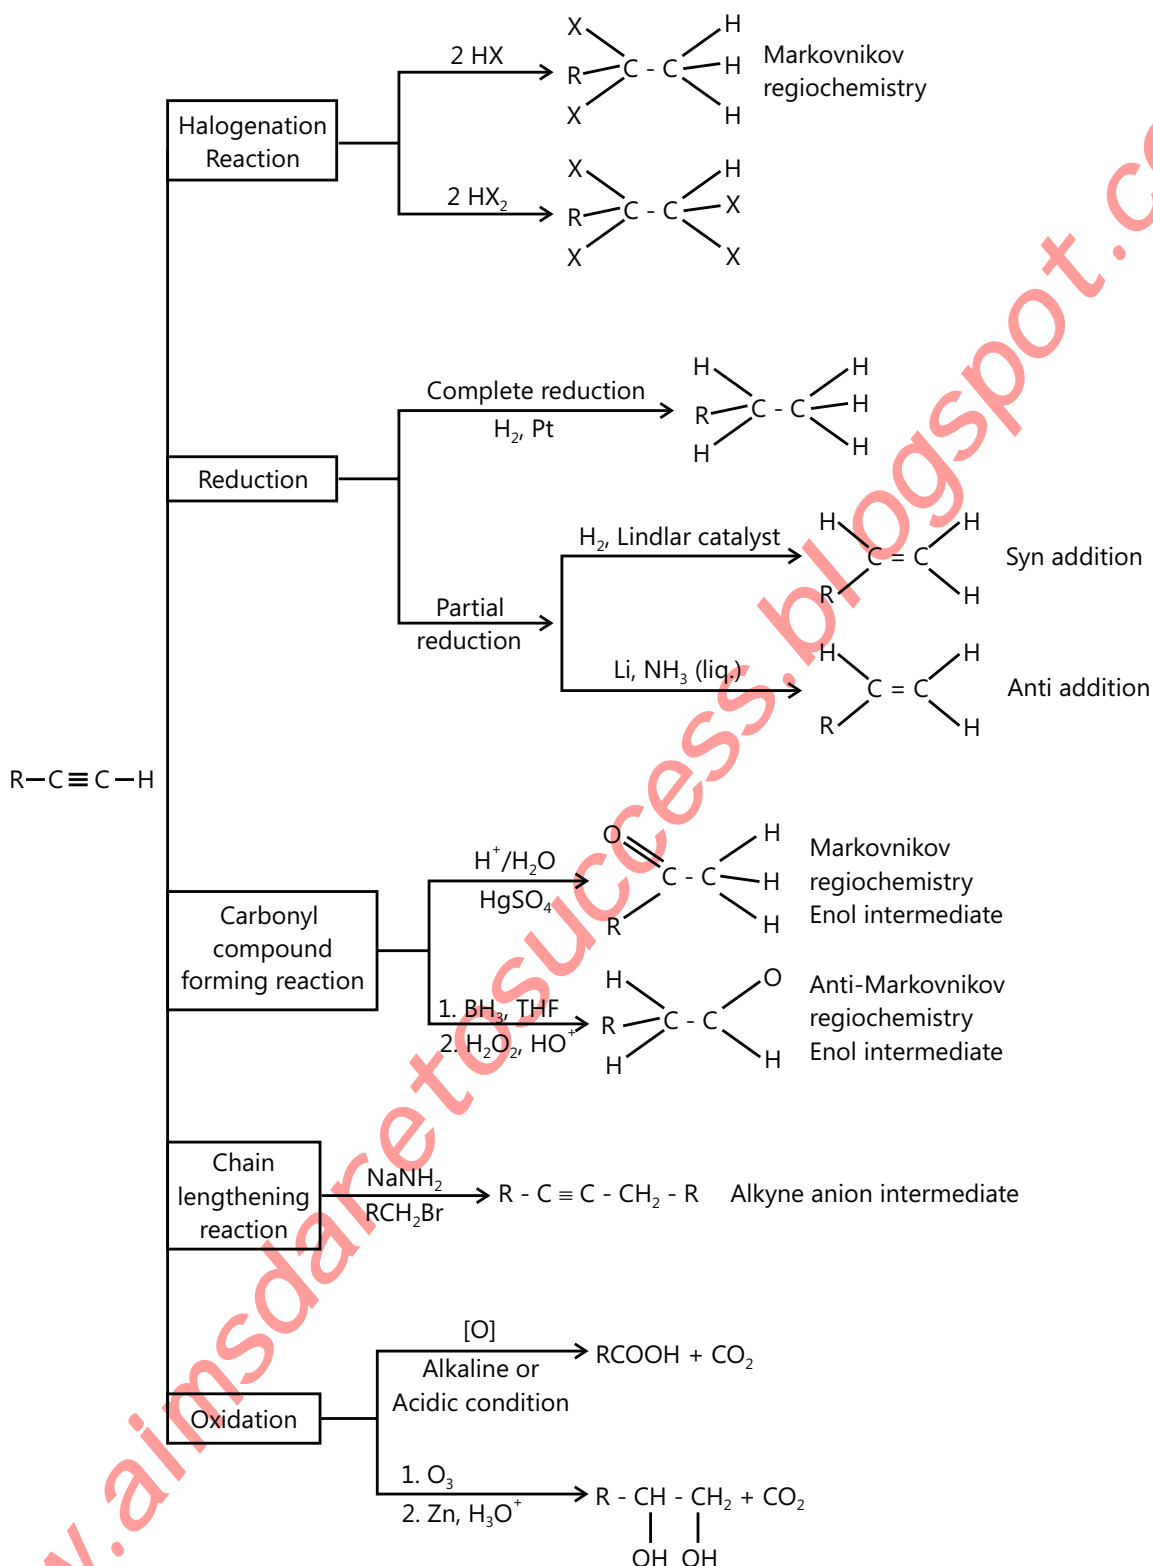 R—C≡C—H
Halogenation
Reaction
2 HX
X
H
R
C - C
H
X
H
Markovnikov
regiochemistry
2 HX₂
X
H
R
C - C
X
X
X
Reduction
Complete reduction
H₂, Pt
H
H
R
C - C
H
H
H
Partial
reduction
H₂, Lindlar catalyst
H
H
C = C
R
H
Syn addition
Li, NH₃ (liq.)
H
H
C = C
R
H
Anti addition
Carbonyl
compound
forming reaction
H⁺/H₂O
HgSO₄
O
H
C - C
H
R
H
Markovnikov
regiochemistry
Enol intermediate
1. BH₃, THF
2. H₂O₂, HO⁺
H
O
R
C - C
H
H
Anti-Markovnikov
regiochemistry
Enol intermediate
Chain
lengthening
reaction
NaNH₂
RCH₂Br
R - C ≡ C - CH₂ - R
Alkyne anion intermediate
Oxidation
[O]
Alkaline or
Acidic condition
RCOOH + CO₂
1. O₃
2. Zn, H₃O⁺
R - CH - CH₂ + CO₂
OH OH
w.aimsdaretosuccess.blogspot.co